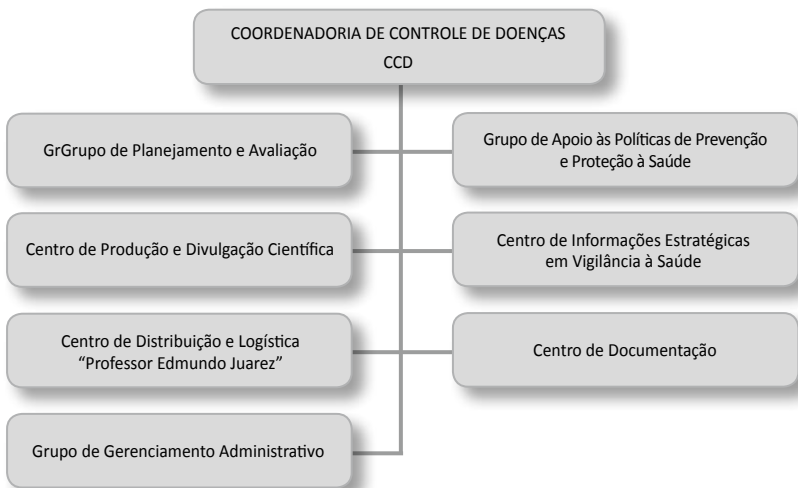 COORDENADORIA DE CONTROLE DE DOENÇAS
CCD
GrGrupo de Planejamento e Avaliação
Grupo de Apoio às Políticas de Prevenção
e Proteção à Saúde
Centro de Produção e Divulgação Científica
Centro de Informações Estratégicas
em Vigilância à Saúde
Centro de Distribuição e Logística
“Professor Edmundo Juarez”
Centro de Documentação
Grupo de Gerenciamento Administrativo